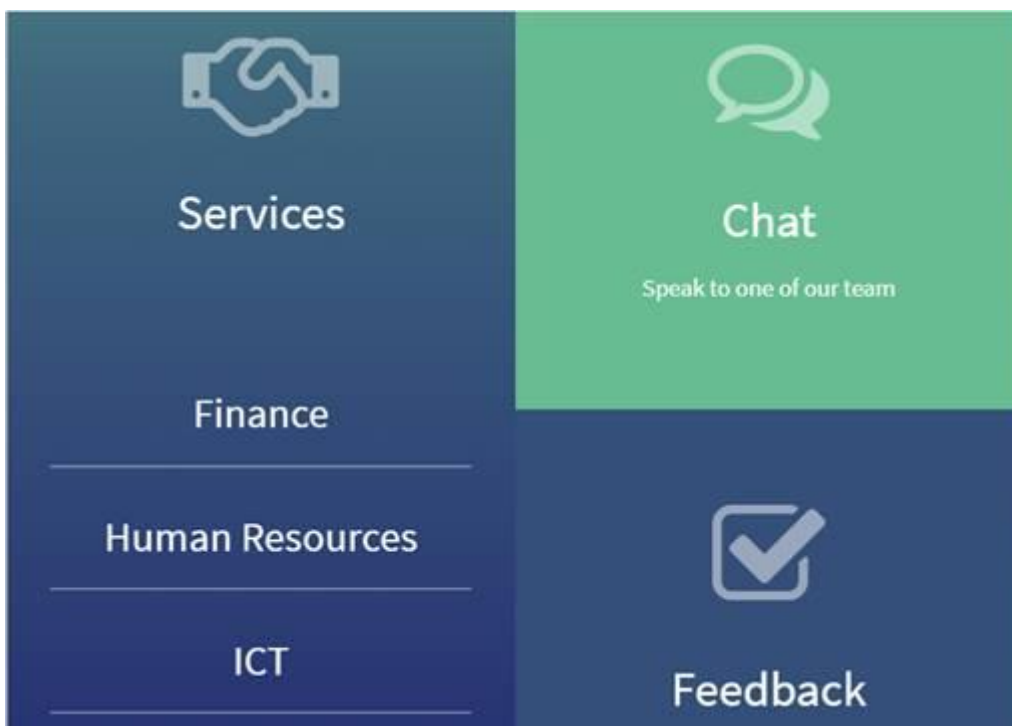 Services
Finance
Human Resources
ICT
Chat
Speak to one of our team
Feedback